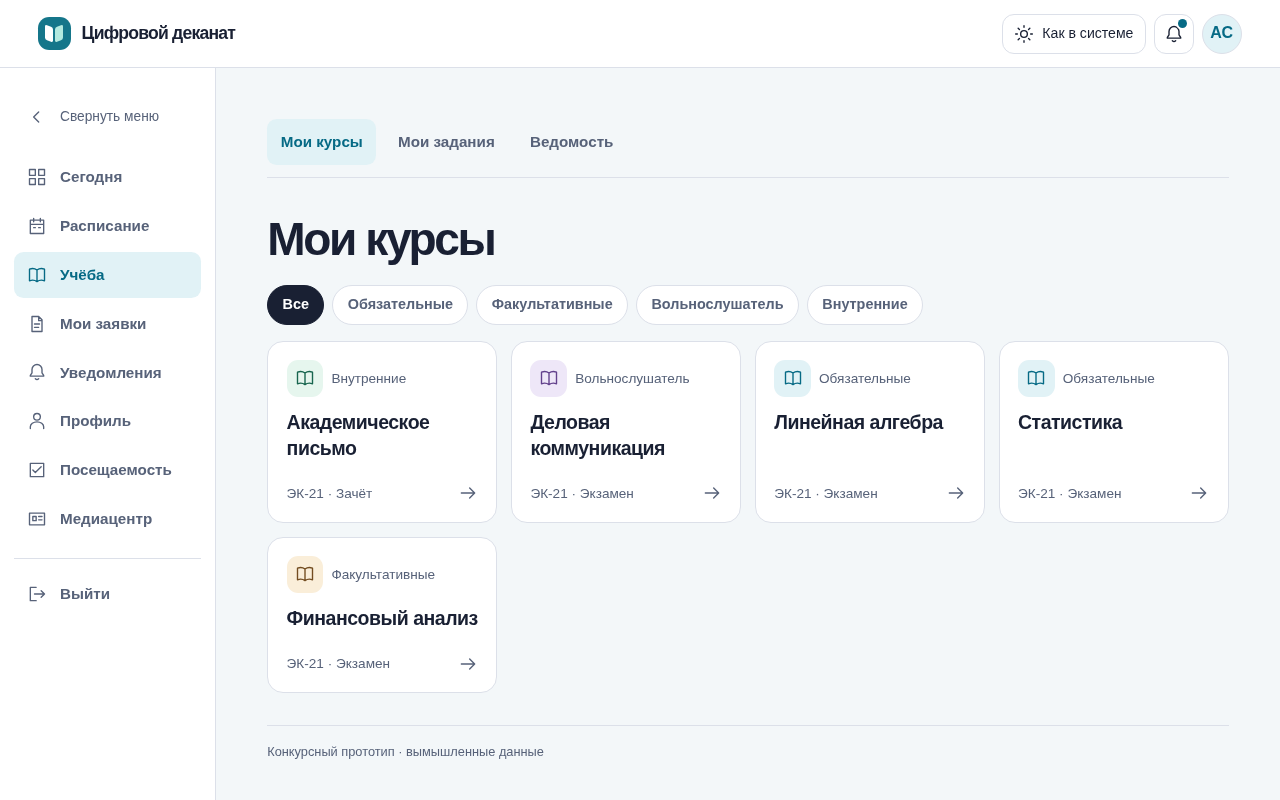 Цифровой деканат
Как в системе
АС
Свернуть меню
Сегодня
Расписание
Учёба
Мои заявки
Уведомления
Профиль
Посещаемость
Медиацентр
Выйти
Мои курсы
Мои задания
Ведомость
Мои курсы
Все
Обязательные
Факультативные
Вольнослушатель
Внутренние
Внутренние
Академическое
письмо
ЭК-21 · Зачёт
Вольнослушатель
Деловая
коммуникация
ЭК-21 · Экзамен
Обязательные
Линейная алгебра
ЭК-21 · Экзамен
Обязательные
Статистика
ЭК-21 · Экзамен
Факультативные
Финансовый анализ
ЭК-21 · Экзамен
Конкурсный прототип · вымышленные данные